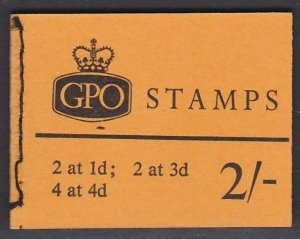 GPO STAMPS
2 at 1d; 2 at 3d
4 at 4d 2/-